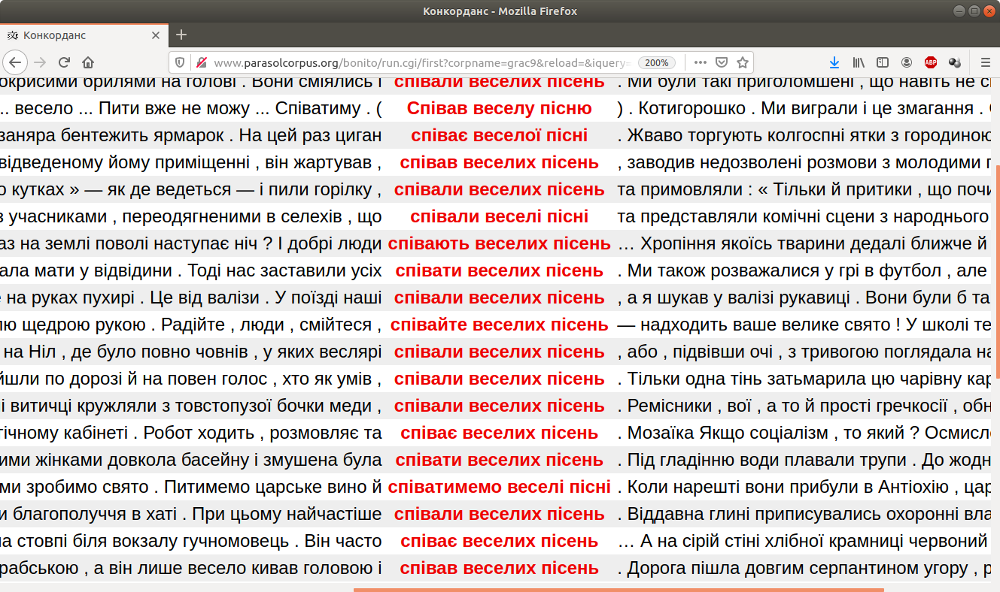 Конкорданс - Mozilla Firefox
Конкорданс
www.parasolcorpus.org/bonito/run.cgi/first?corpname=grac9&reload=&iquery= 200%
ABP
окрисими брилями на голові . Вони сміялись і співали веселих пісень . Ми були такі приголомшені , що навіть не
.. весело ... Пити вже не можу ... Співатиму . ( Співав веселу пісню ) . Котигорошко . Ми виграли і це змагання .
заняра бентежить ярмарок . На цей раз циган співає веселої пісні . Жваво торгують колгоспні ятки з городиною
відведеному йому приміщенні , він жартував , співав веселих пісень , заводив недозволені розмови з молодими
о кутках » — як де ведеться — і пили горілку , співали веселих пісень та примовляли : « Тільки й притики , що почи
з учасниками , переодягненими в селехів , що співали веселі пісні та представляли комічні сцени з народнього
аз на землі поволі наступає ніч ? І добрі люди співають веселих пісень … Хропіння якоїсь тварини дедалі ближче й
ала мати у відвідини . Тоді нас заставили усіх співати веселих пісень . Ми також розважалися у грі в футбол , але
на руках пухирі . Це від валізи . У поїзді наші співали веселих пісень , а я шукав у валізі рукавиці . Вони були б та
лю щедрою рукою . Радійте , люди , смійтеся , співайте веселих пісень — надходить ваше велике свято ! У школі те
на Ніл , де було повно човнів , у яких веслярі співали веселих пісень , або , підвівши очі , з тривогою поглядала на
йшли по дорозі й на повен голос , хто як умів , співали веселих пісень . Тільки одна тінь затьмарила цю чарівну кар
і витичці кружляли з товстопузої бочки меди , співали веселих пісень . Ремісники , вої , а то й прості гречкосії , обн
гічному кабінеті . Робот ходить , розмовляє та співає веселих пісень . Мозаїка Якщо соціалізм , то який ? Осмисл
ими жінками довкола басейну і змушена була співати веселих пісень . Під гладінню води плавали трупи . До жодн
ми зробимо свято . Питимемо царське вино й співатимемо веселі пісні . Коли нарешті вони прибули в Антіохію , цар
и благополуччя в хаті . При цьому найчастіше співали веселих пісень . Віддавна глині приписувались охоронні вла
на стовпі біля вокзалу гучномовець . Він часто співає веселих пісень … А на сірій стіні хлібної крамниці червоний
рабською , а він лише весело кивав головою і співав веселих пісень . Дорога пішла довгим серпантином угору , р